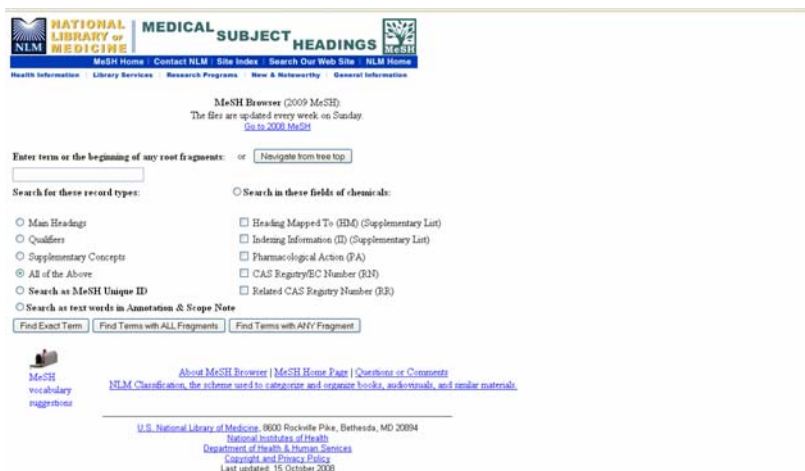 NATIONAL
LIBRARY OF
MEDICINE
NLM
MEDICAL SUBJECT HEADINGS
MeSH
MeSH Home | Contact NLM | Site Index | Search Our Web Site | NLM Home
Health Information | Library Services | Research Programs | New & Noteworthy | General Information
MeSH Browser (2009 MeSH):
The files are updated every week on Sunday.
Go to 2008 MeSH
Enter term or the beginning of any root fragments: or Navigate from tree top
Search for these record types: Search in these fields of chemicals:
Main Headings Heading Mapped To (HM) (Supplementary List)
Qualifiers Indexing Information (II) (Supplementary List)
Supplementary Concepts Pharmacological Action (PA)
All of the Above CAS Registry/EC Number (RN)
Search as MeSH Unique ID Related CAS Registry Number (RR)
Search as text words in Annotation & Scope Note
Find Exact Term Find Terms with ALL Fragments Find Terms with ANY Fragment
MeSH
vocabulary
suggestions
About MeSH Browser | MeSH Home Page | Questions or Comments
NLM Classification, the scheme used to categorize and organize books, audiovisuals, and similar materials.
U.S. National Library of Medicine, 8600 Rockville Pike, Bethesda, MD 20894
National Institutes of Health
Department of Health & Human Services
Copyright and Privacy Policy
Last updated: 15 October 2008